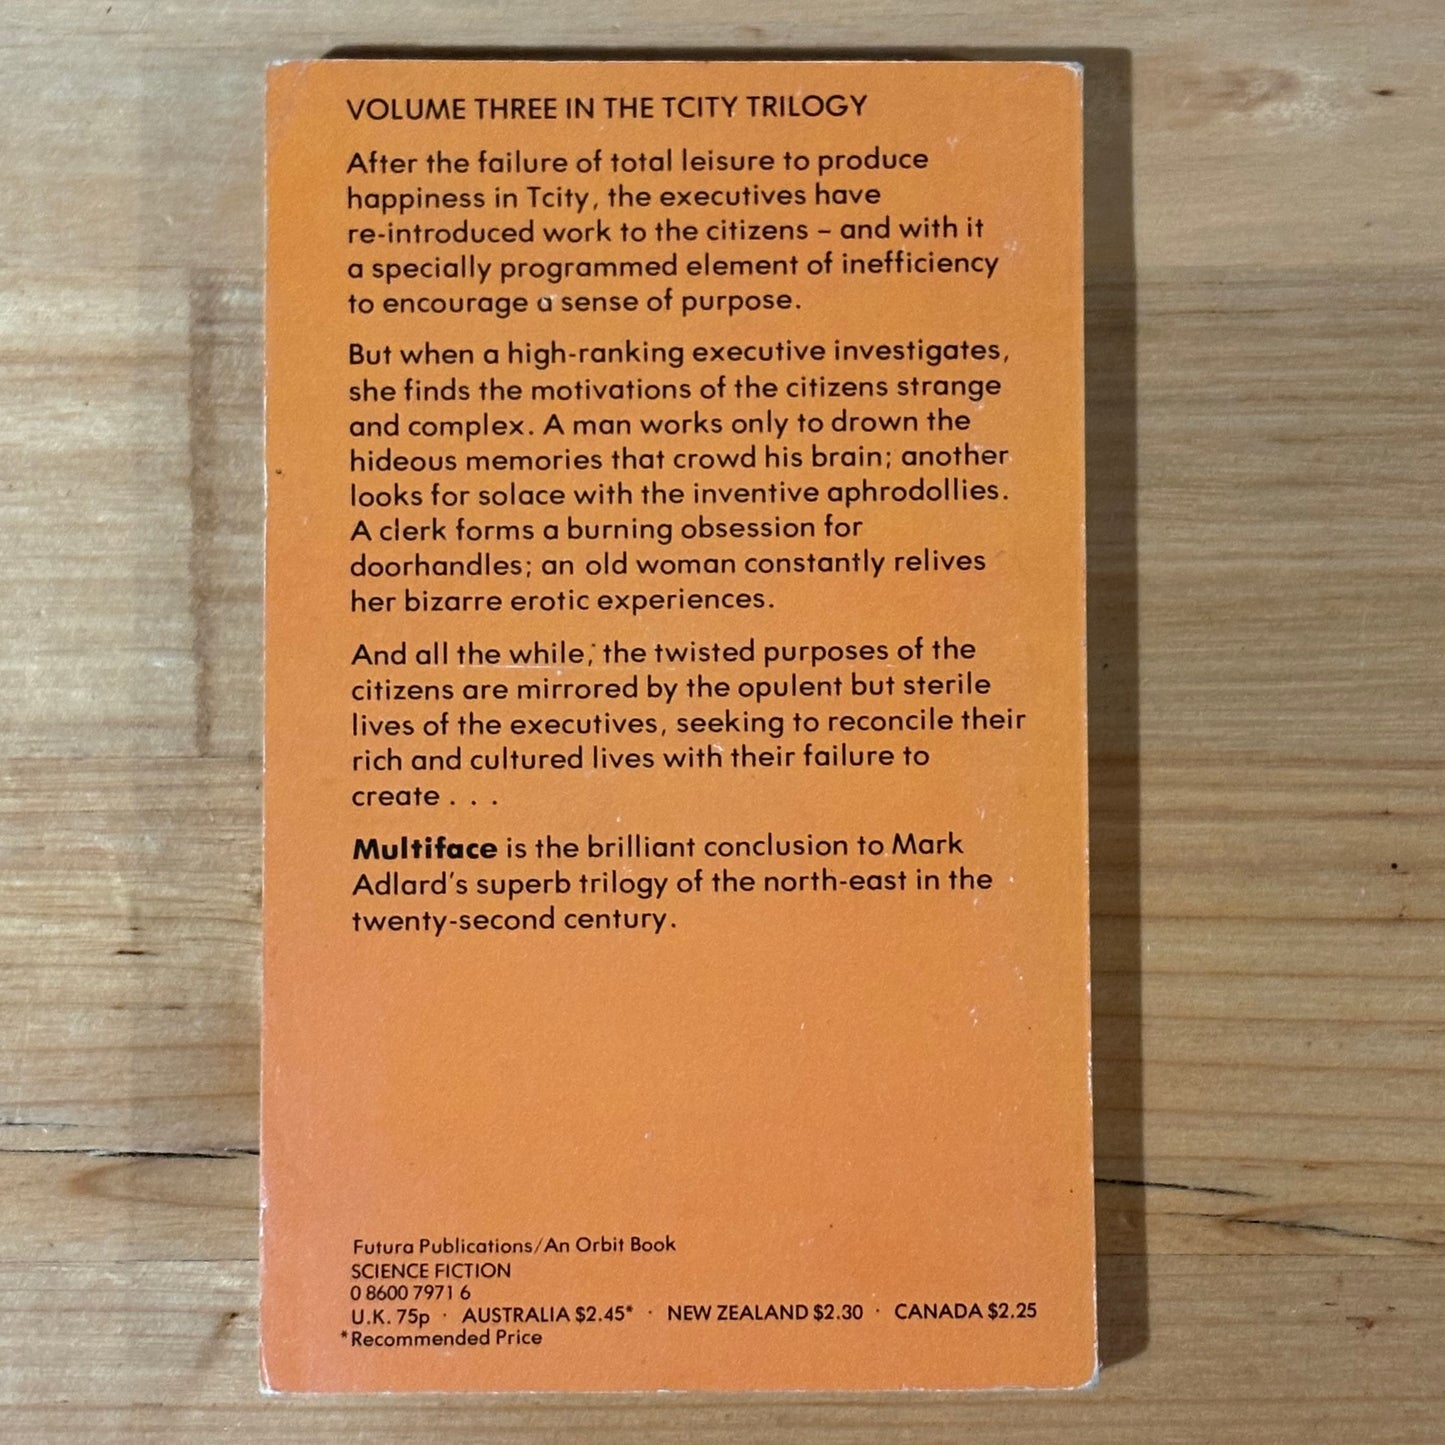 VOLUME THREE IN THE TCITY TRILOGY
After the failure of total leisure to produce
happiness in Tcity, the executives have
re-introduced work to the citizens – and with it
a specially programmed element of inefficiency
to encourage a sense of purpose.
But when a high-ranking executive investigates,
she finds the motivations of the citizens strange
and complex. A man works only to drown the
hideous memories that crowd his brain; another
looks for solace with the inventive aphrodollies.
A clerk forms a burning obsession for
doorhandles; an old woman constantly relives
her bizarre erotic experiences.
And all the while, the twisted purposes of the
citizens are mirrored by the opulent but sterile
lives of the executives, seeking to reconcile their
rich and cultured lives with their failure to
create . . .
Multiface is the brilliant conclusion to Mark
Adlard's superb trilogy of the north-east in the
twenty-second century.
Futura Publications/An Orbit Book
SCIENCE FICTION
0 8600 7971 6
U.K. 75p · AUSTRALIA $2.45* · NEW ZEALAND $2.30 · CANADA $2.25
*Recommended Price